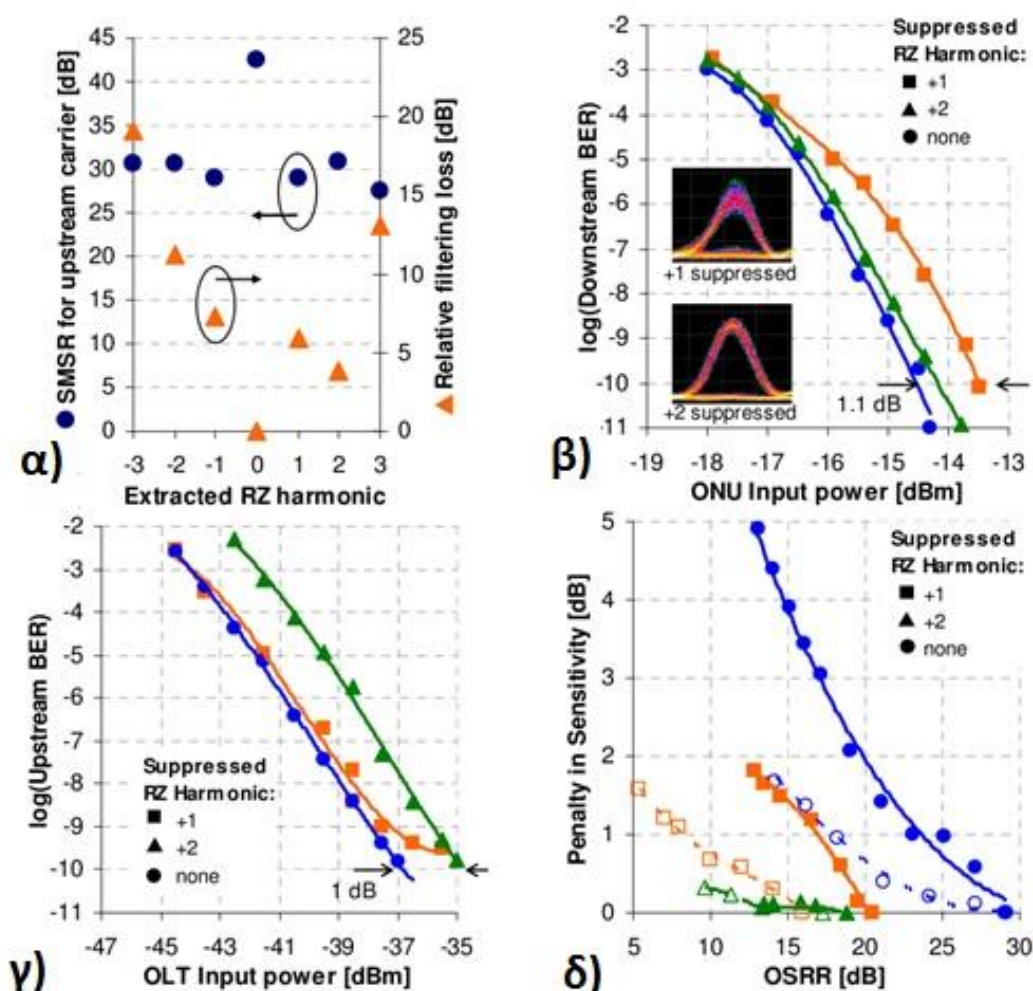 SMSR for upstream carrier [dB]
45
40
35
30
25
20
15
10
5
0
25
20
15
10
5
0
Relative filtering loss [dB]
-3 -2 -1 0 1 2 3
Extracted RZ harmonic
α)
log(Downstream BER)
-2
-3
-4
-5
-6
-7
-8
-9
-10
-11
Suppressed
RZ Harmonic:
+1
+2
none
+1 suppressed
+2 suppressed
1.1 dB
-19 -18 -17 -16 -15 -14 -13
ONU Input power [dBm]
β)
log(Upstream BER)
-2
-3
-4
-5
-6
-7
-8
-9
-10
-11
Suppressed
RZ Harmonic:
+1
+2
none
1 dB
-47 -45 -43 -41 -39 -37 -35
OLT Input power [dBm]
γ)
Penalty in Sensitivity [dB]
5
4
3
2
1
0
Suppressed
RZ Harmonic:
+1
+2
none
5 10 15 20 25 30
OSRR [dB]
δ)